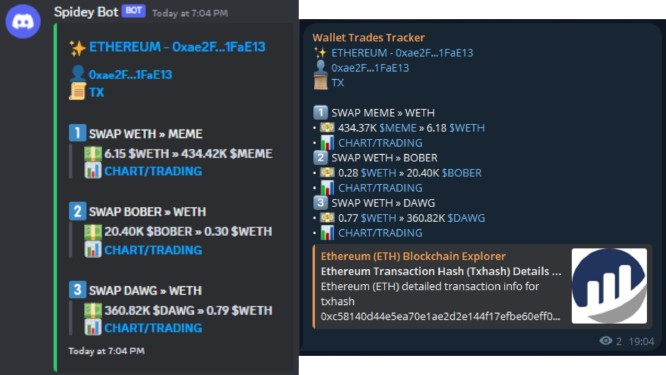 Spidey Bot BOT Today at 7:04 PM
ETHEREUM - 0xae2F...1FaE13
0xae2F...1FaE13
TX
1 SWAP WETH » MEME
6.15 $WETH » 434.42K $MEME
CHART/TRADING
2 SWAP BOBER » WETH
20.40K $BOBER » 0.30 $WETH
CHART/TRADING
3 SWAP DAWG » WETH
360.82K $DAWG » 0.79 $WETH
CHART/TRADING
Today at 7:04 PM
Wallet Trades Tracker
ETHEREUM - 0xae2F...1FaE13
0xae2F...1FaE13
TX
1 SWAP MEME » WETH
• 434.37K $MEME » 6.18 $WETH
• CHART/TRADING
2 SWAP WETH » BOBER
• 0.28 $WETH » 20.40K $BOBER
• CHART/TRADING
3 SWAP WETH » DAWG
• 0.77 $WETH » 360.82K $DAWG
• CHART/TRADING
Ethereum (ETH) Blockchain Explorer
Ethereum Transaction Hash (Txhash) Details ...
Ethereum (ETH) detailed transaction info for
txhash
0xc58140d44e5ea70e1ae2d2e144f17efbe60eff0...
2 19:04